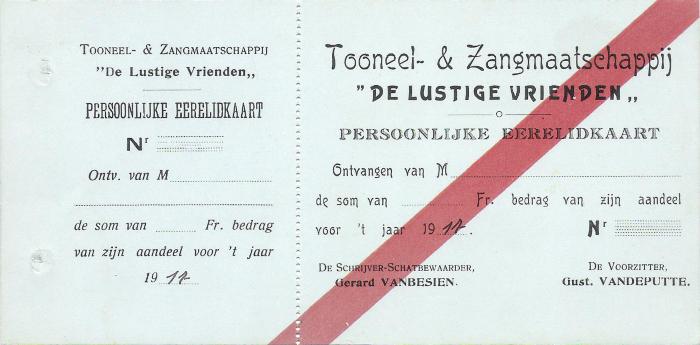 Tooneel- & Zangmaatschappij
"De Lustige Vrienden„
PERSOONLIJKE EERELIDKAART
Nr
Ontv. van M
de som van Fr. bedrag
van zijn aandeel voor 't jaar
19
Tooneel- & Zangmaatschappij
"DE LUSTIGE VRIENDEN„
PERSOONLIJKE EERELIDKAART
Ontvangen van M
de som van Fr. bedrag van zijn aandeel
voor 't jaar 19 . Nr
De Schrijver-Schatbewaarder,
Gerard VANBESIEN.
De Voorzitter,
Gust. VANDEPUTTE.